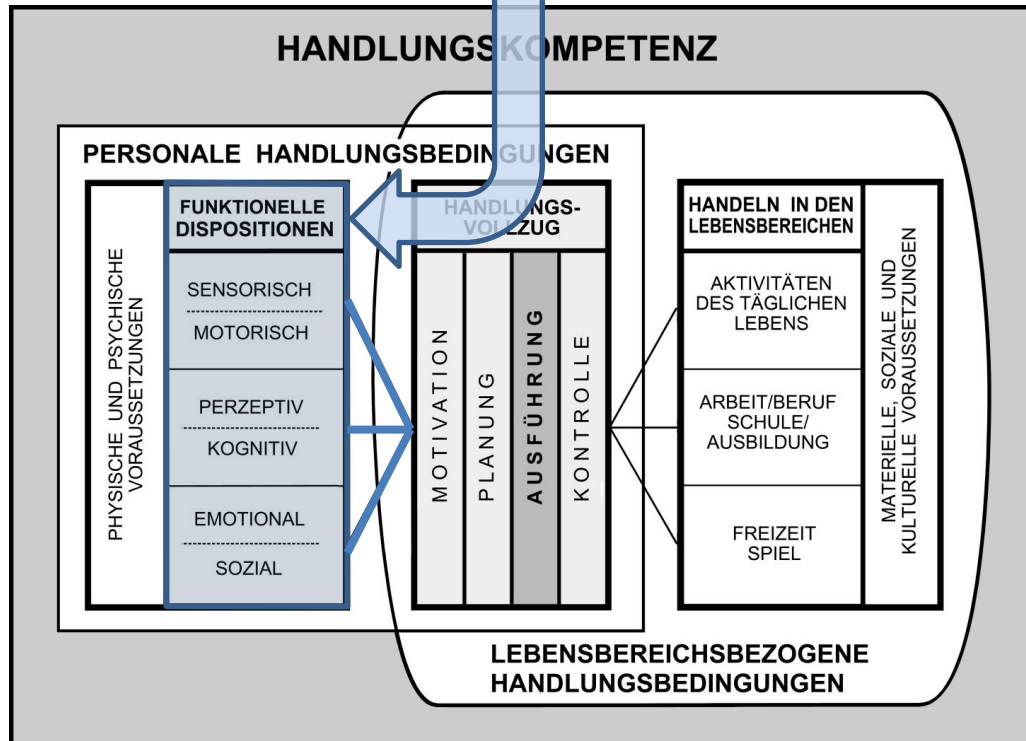 HANDLUNGSKOMPETENZ
PERSONALE HANDLUNGSBEDINGUNGEN
PHYSISCHE UND PSYCHISCHE
VORAUSSETZUNGEN
FUNKTIONELLE
DISPOSITIONEN
SENSORISCH
MOTORISCH
PERZEPTIV
KOGNITIV
EMOTIONAL
SOZIAL
HANDLUNGS-
VOLLZUG
MOTIVATION
PLANUNG
AUSFÜHRUNG
KONTROLLE
HANDELN IN DEN
LEBENSBEREICHEN
AKTIVITÄTEN
DES TÄGLICHEN
LEBENS
ARBEIT/BERUF
SCHULE/
AUSBILDUNG
FREIZEIT
SPIEL
MATERIELLE, SOZIALE UND
KULTURELLE VORAUSSETZUNGEN
LEBENSBEREICHSBEZOGENE
HANDLUNGSBEDINGUNGEN